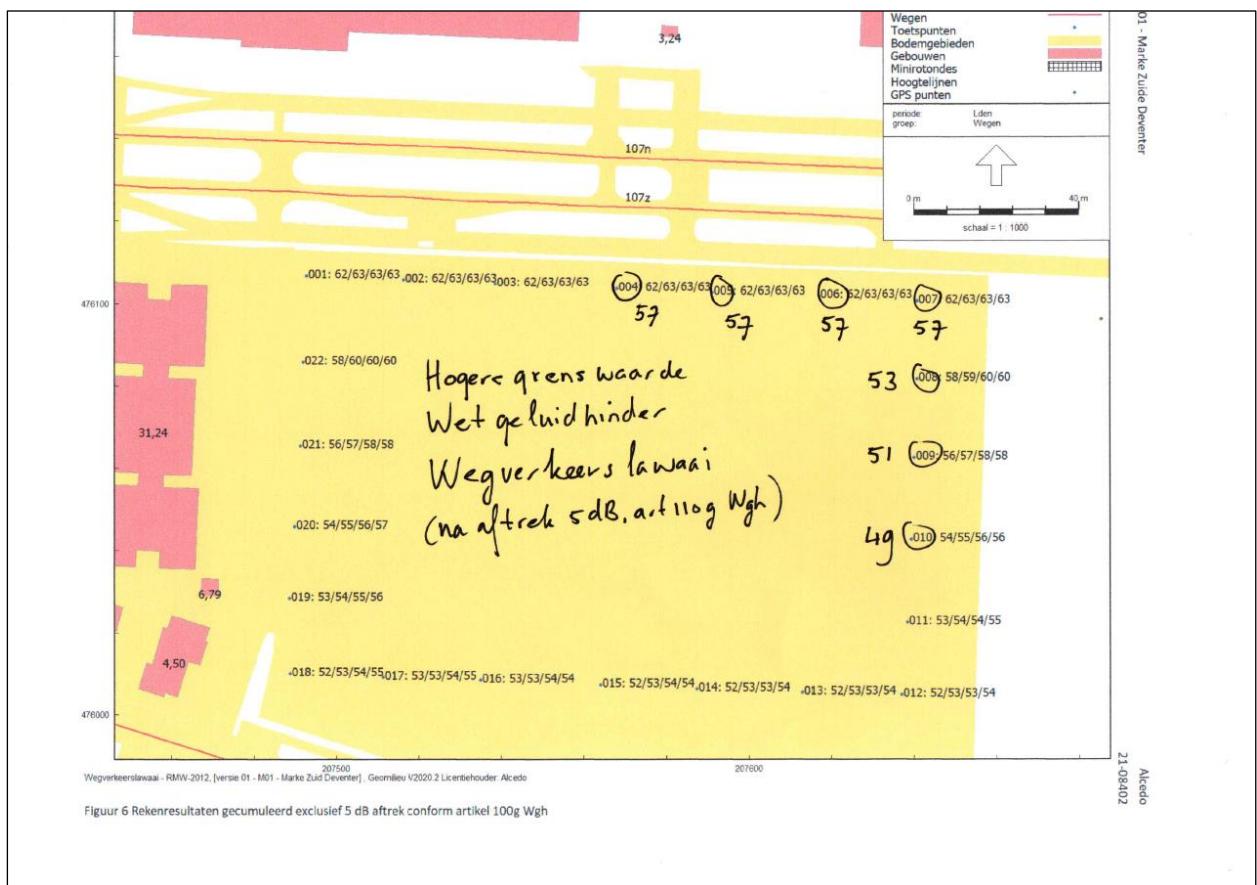 Wegen
Toetspunten
Bodemgebieden
Gebouwen
Minirotondes
Hoogtelijnen
GPS punten
periode: Lden
groep: Wegen
0 m 40 m
schaal = 1 : 1000
01 - Marke Zuide Deventer
3,24
107n
107z
476100
001: 62/63/63/63
002: 62/63/63/63
003: 62/63/63/63
004: 62/63/63/63
005: 62/63/63/63
006: 62/63/63/63
007: 62/63/63/63
57 57 57 57
022: 58/60/60/60
53 008: 58/59/60/60
Hogere grens waarde
Wet geluidhinder
Wegverkeers lawaai
(na aftrek 5 dB, art 110g Wgh)
31,24
021: 56/57/58/58
51 009: 56/57/58/58
020: 54/55/56/57
49 010: 54/55/56/56
6,79
019: 53/54/55/56
011: 53/54/54/55
4,50
018: 52/53/54/55
017: 53/53/54/55
016: 53/53/54/54
015: 52/53/54/54
014: 52/53/53/54
013: 52/53/53/54
012: 52/53/53/54
476000
207500
207600
Wegverkeerslawaai - RMW-2012, [versie 01 - M01 - Marke Zuid Deventer] , Geomilieu V2020.2 Licentiehouder: Alcedo
Alcedo
21-08402
Figuur 6 Rekenresultaten gecumuleerd exclusief 5 dB aftrek conform artikel 100g Wgh